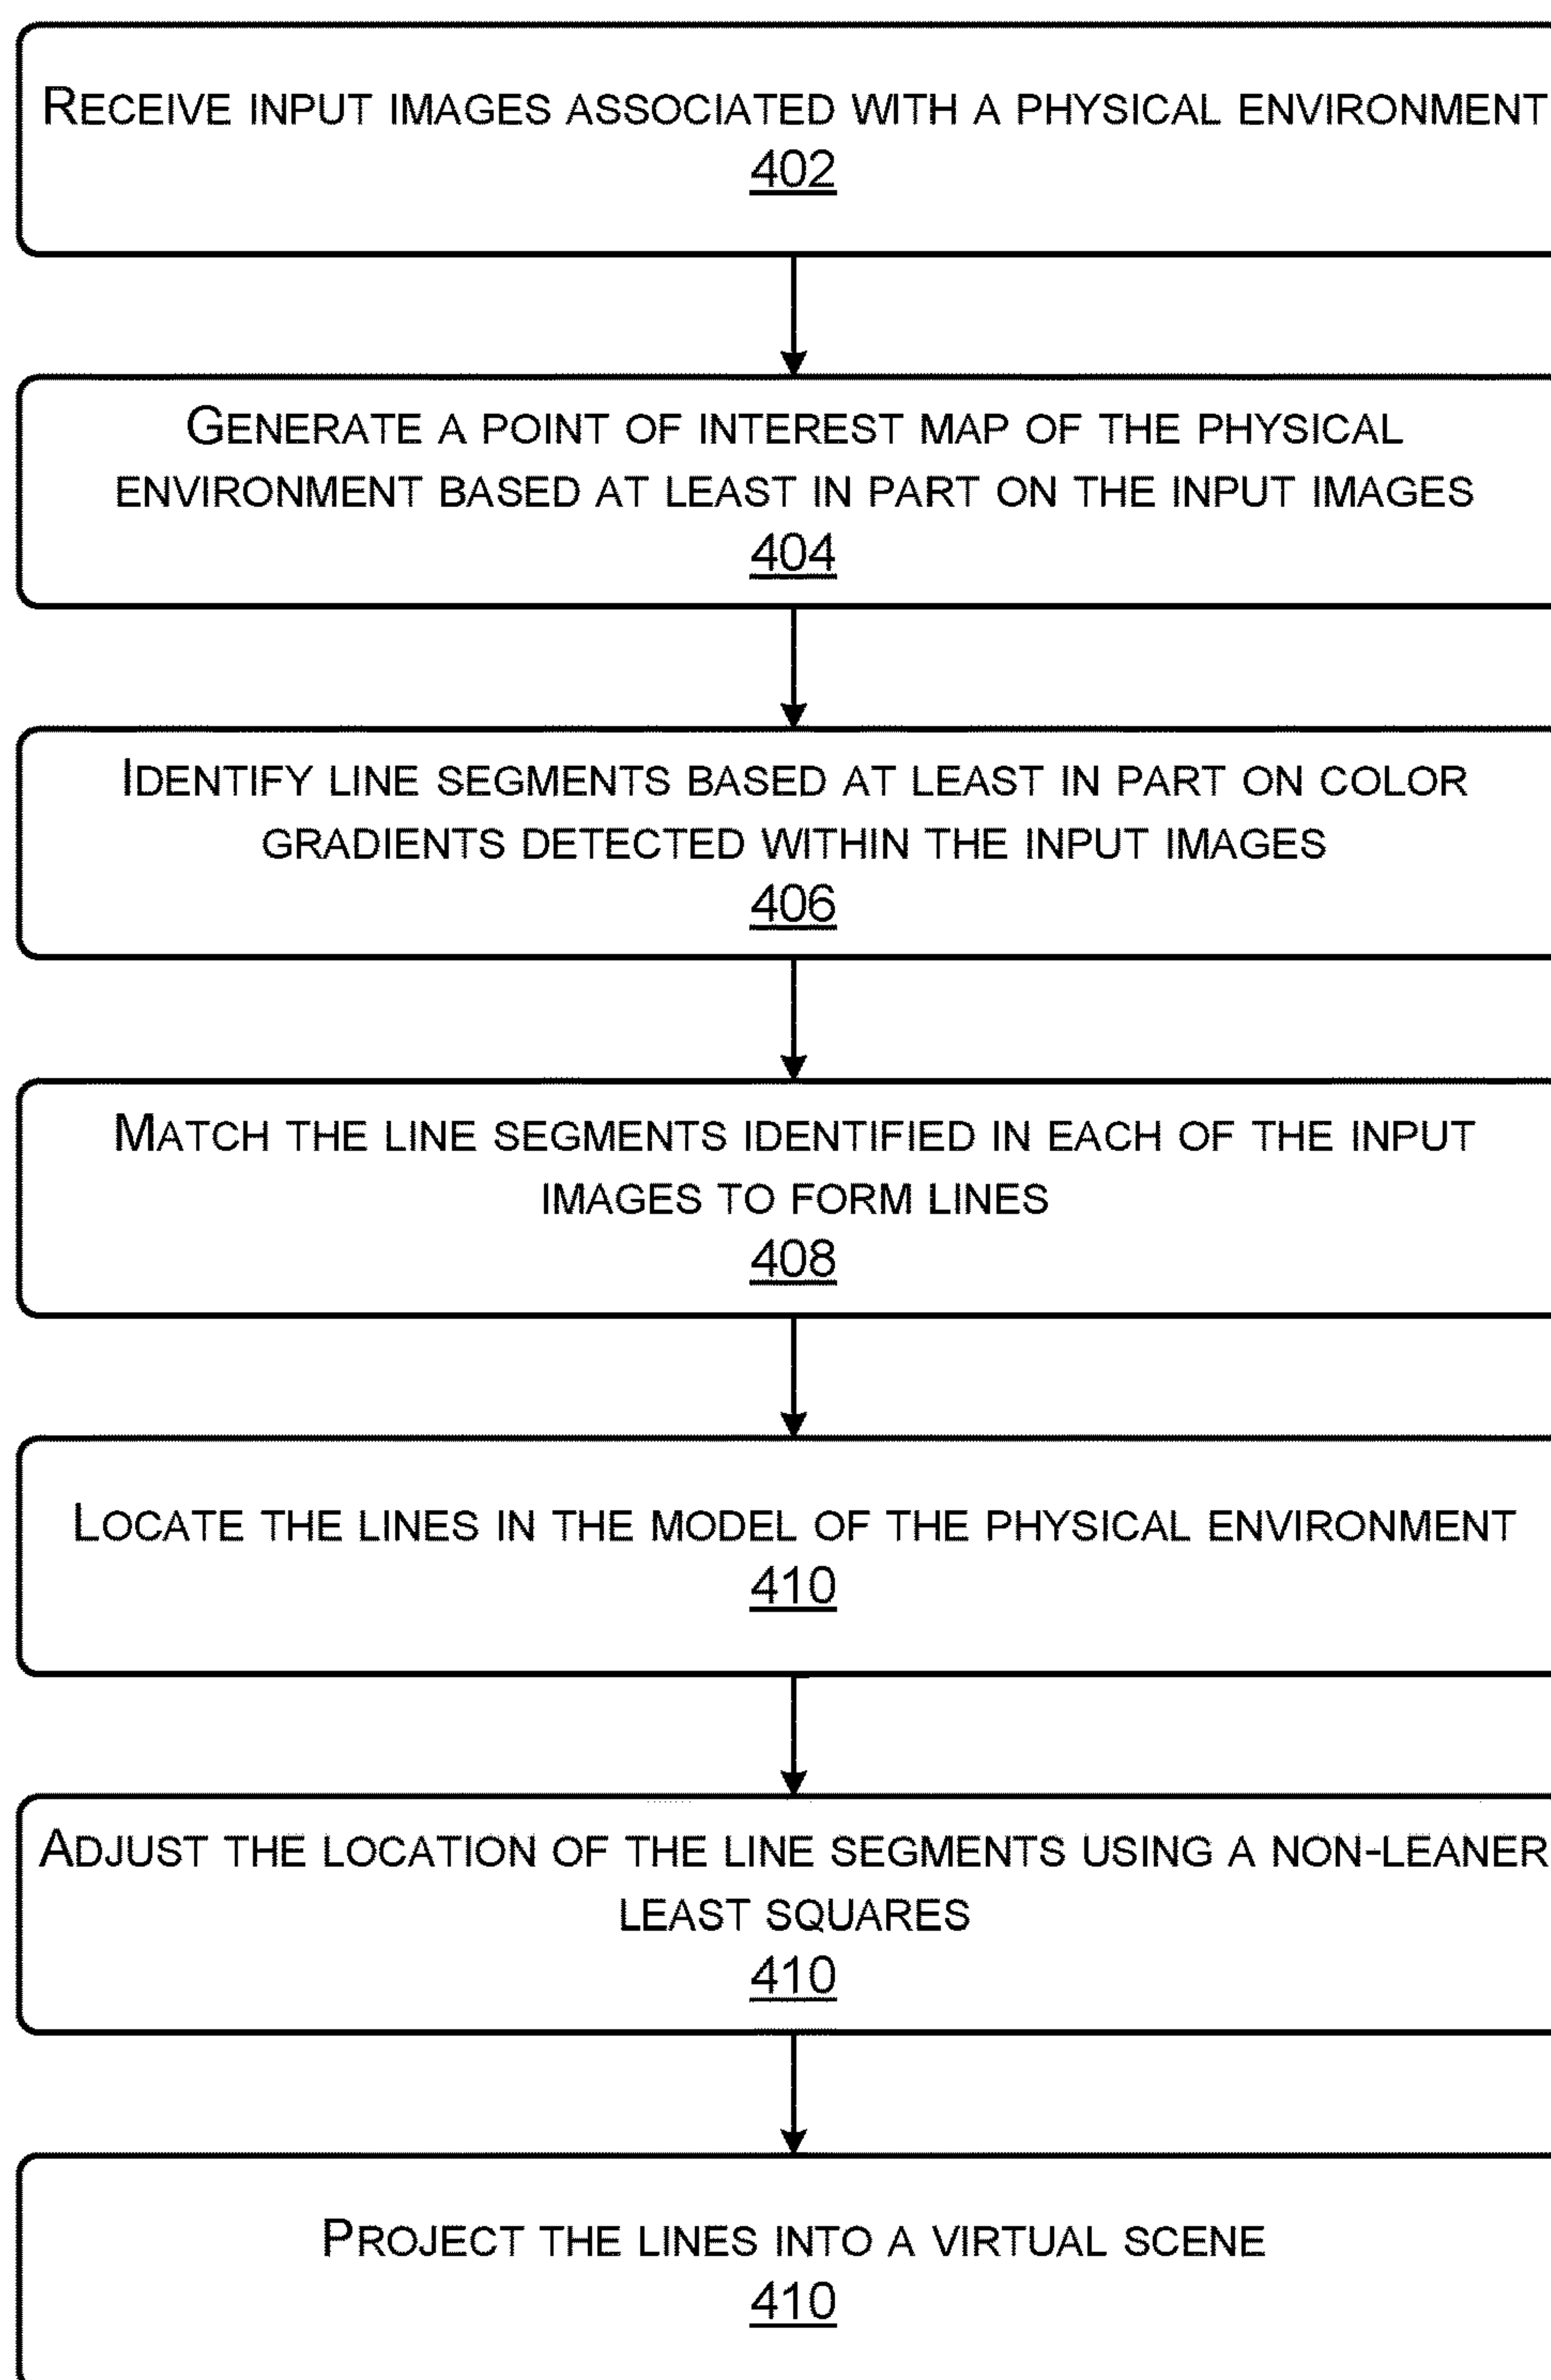 RECEIVE INPUT IMAGES ASSOCIATED WITH A PHYSICAL ENVIRONMENT
402
GENERATE A POINT OF INTEREST MAP OF THE PHYSICAL
ENVIRONMENT BASED AT LEAST IN PART ON THE INPUT IMAGES
404
IDENTIFY LINE SEGMENTS BASED AT LEAST IN PART ON COLOR
GRADIENTS DETECTED WITHIN THE INPUT IMAGES
406
MATCH THE LINE SEGMENTS IDENTIFIED IN EACH OF THE INPUT
IMAGES TO FORM LINES
408
LOCATE THE LINES IN THE MODEL OF THE PHYSICAL ENVIRONMENT
410
ADJUST THE LOCATION OF THE LINE SEGMENTS USING A NON-LEANER
LEAST SQUARES
410
PROJECT THE LINES INTO A VIRTUAL SCENE
410